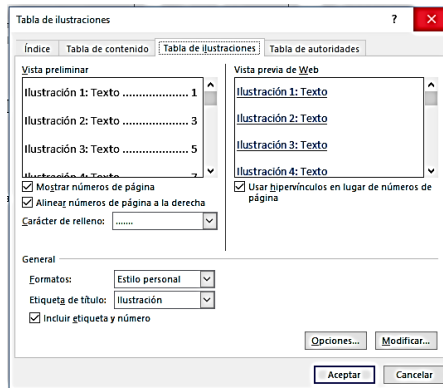 Tabla de ilustraciones ?
Índice Tabla de contenido Tabla de ilustraciones Tabla de autoridades
Vista preliminar
Ilustración 1: Texto .................... 1
Ilustración 2: Texto .................... 3
Ilustración 3: Texto .................... 5
Ilustración 4: Texto .................... 7
Mostrar números de página
Alinear números de página a la derecha
Carácter de relleno: .......
Vista previa de Web
Ilustración 1: Texto
Ilustración 2: Texto
Ilustración 3: Texto
Ilustración 4: Texto
Usar hipervínculos en lugar de números de
página
General
Formatos: Estilo personal
Etiqueta de título: Ilustración
Incluir etiqueta y número
Opciones... Modificar...
Aceptar Cancelar